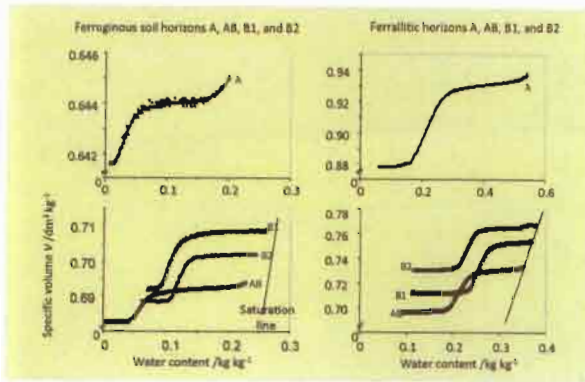 Ferroginous soil horizons A, AB, B1, and B2
Ferrallitic horizons A, AB, B1, and B2
0.646
0.644
0.642
0
A
0
0.1
0.2
0.3
0.94
0.92
0.90
0.88
0
A
0
0.2
0.4
0.6
Specific volume V /dm³ kg⁻¹
0.71
0.70
0.69
0
B1
B2
AB
Saturation
line
0
0.1
0.2
0.3
Water content /kg kg⁻¹
0.78
0.76
0.74
0.72
0.70
0
B2
B1
AB
0
0.1
0.2
0.3
0.4
Water content /kg kg⁻¹